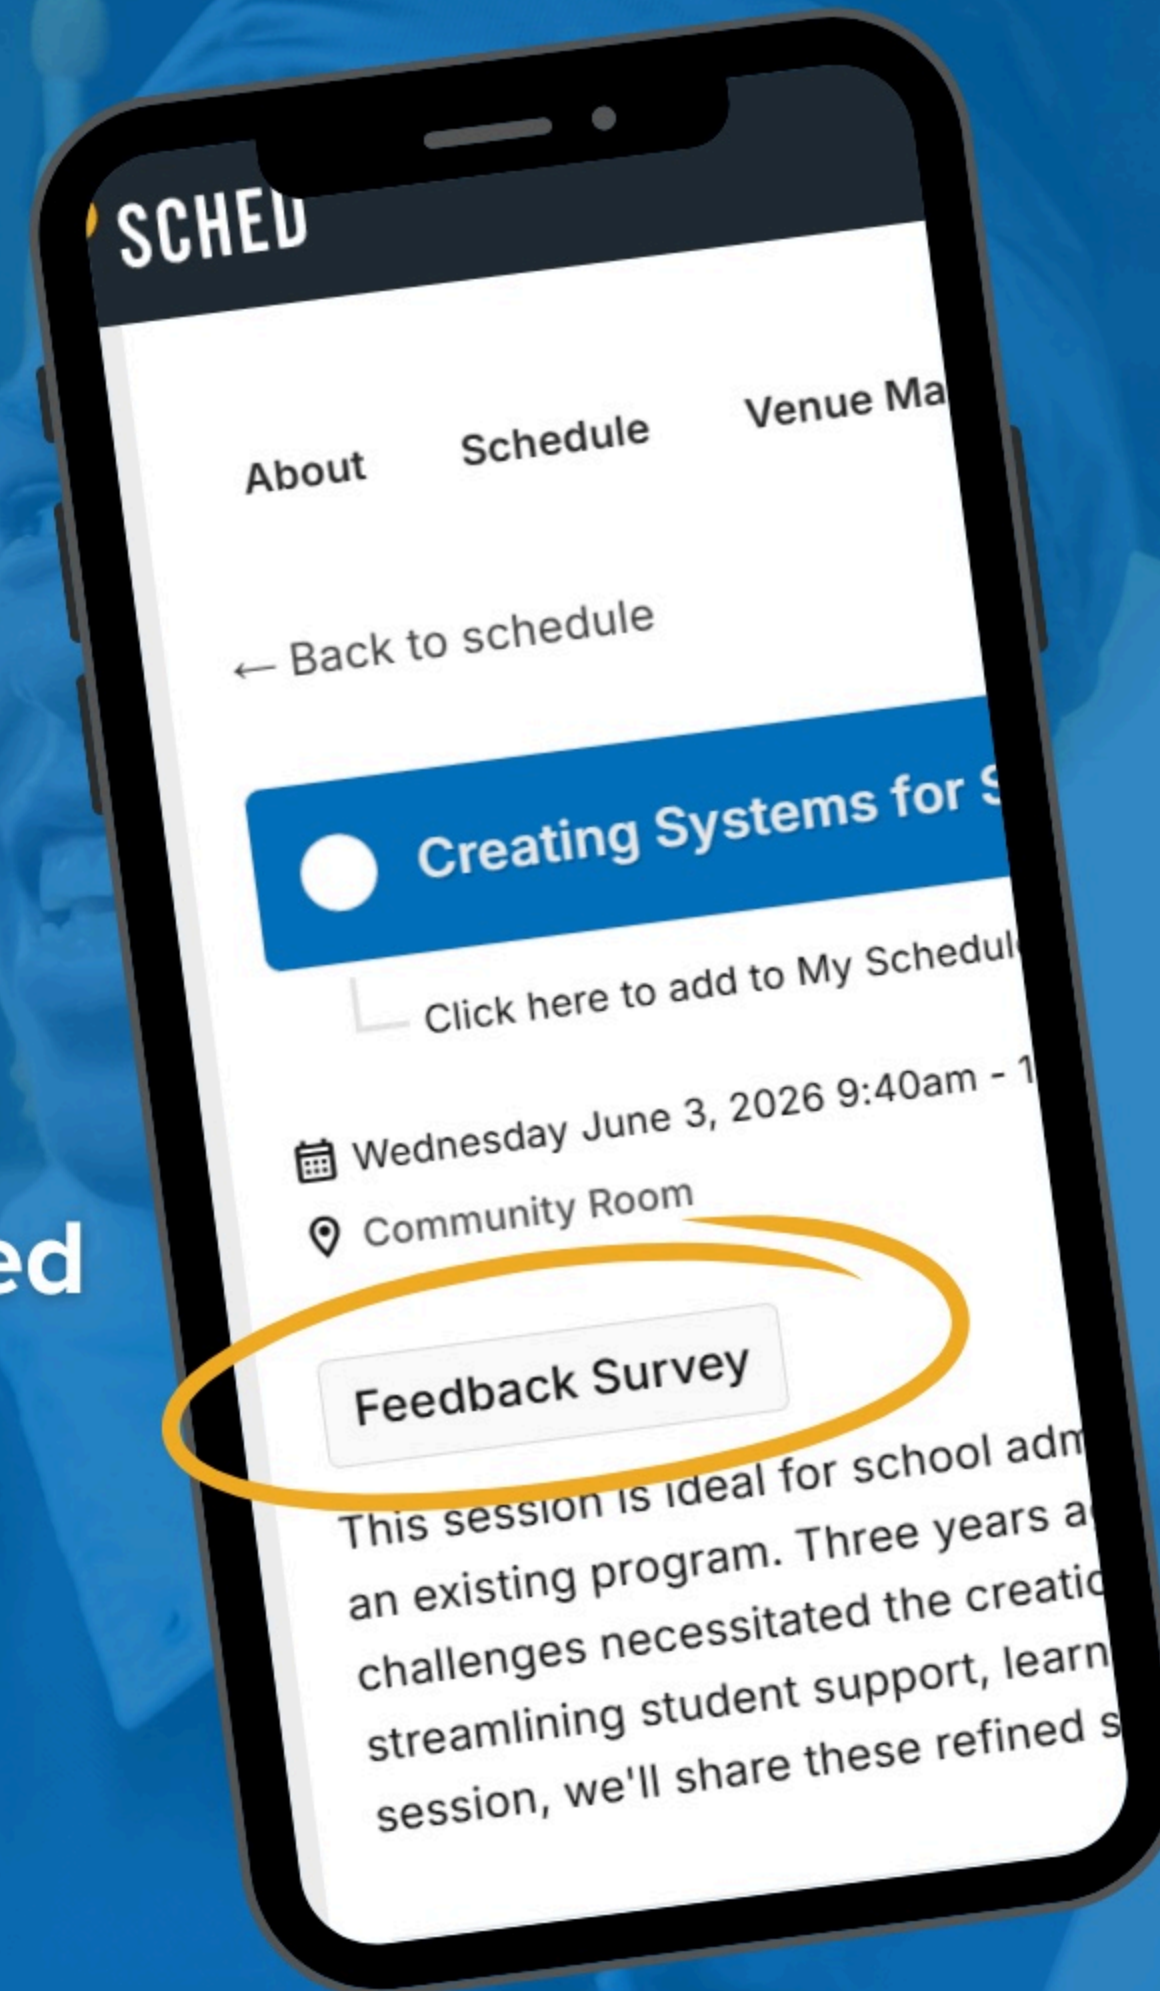 SCHED
About Schedule Venue Ma
← Back to schedule
Creating Systems for S
Click here to add to My Schedul
Wednesday June 3, 2026 9:40am - 1
Community Room
ed
Feedback Survey
This session is ideal for school adm
an existing program. Three years a
challenges necessitated the creatio
streamlining student support, learn
session, we'll share these refined s